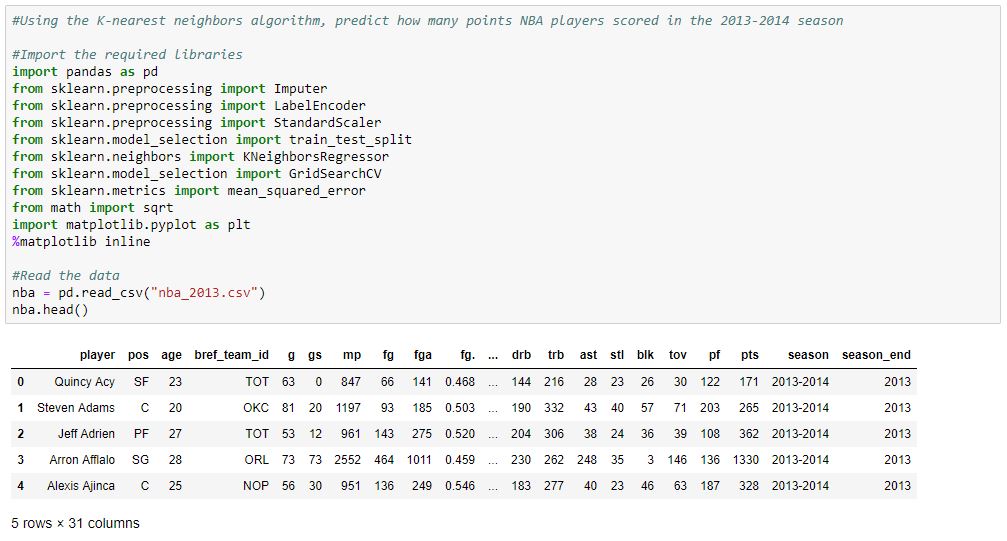 #Using the K-nearest neighbors algorithm, predict how many points NBA players scored in the 2013-2014 season
#Import the required libraries
import pandas as pd
from sklearn.preprocessing import Imputer
from sklearn.preprocessing import LabelEncoder
from sklearn.preprocessing import StandardScaler
from sklearn.model_selection import train_test_split
from sklearn.neighbors import KNeighborsRegressor
from sklearn.model_selection import GridSearchCV
from sklearn.metrics import mean_squared_error
from math import sqrt
import matplotlib.pyplot as plt
%matplotlib inline
#Read the data
nba = pd.read_csv("nba_2013.csv")
nba.head()
player pos age bref_team_id g gs mp fg fga fg. ... drb trb ast stl blk tov pf pts season season_end
0 Quincy Acy SF 23 TOT 63 0 847 66 141 0.468 ... 144 216 28 23 26 30 122 171 2013-2014 2013
1 Steven Adams C 20 OKC 81 20 1197 93 185 0.503 ... 190 332 43 40 57 71 203 265 2013-2014 2013
2 Jeff Adrien PF 27 TOT 53 12 961 143 275 0.520 ... 204 306 38 24 36 39 108 362 2013-2014 2013
3 Arron Afflalo SG 28 ORL 73 73 2552 464 1011 0.459 ... 230 262 248 35 3 146 136 1330 2013-2014 2013
4 Alexis Ajinca C 25 NOP 56 30 951 136 249 0.546 ... 183 277 40 23 46 63 187 328 2013-2014 2013
5 rows × 31 columns